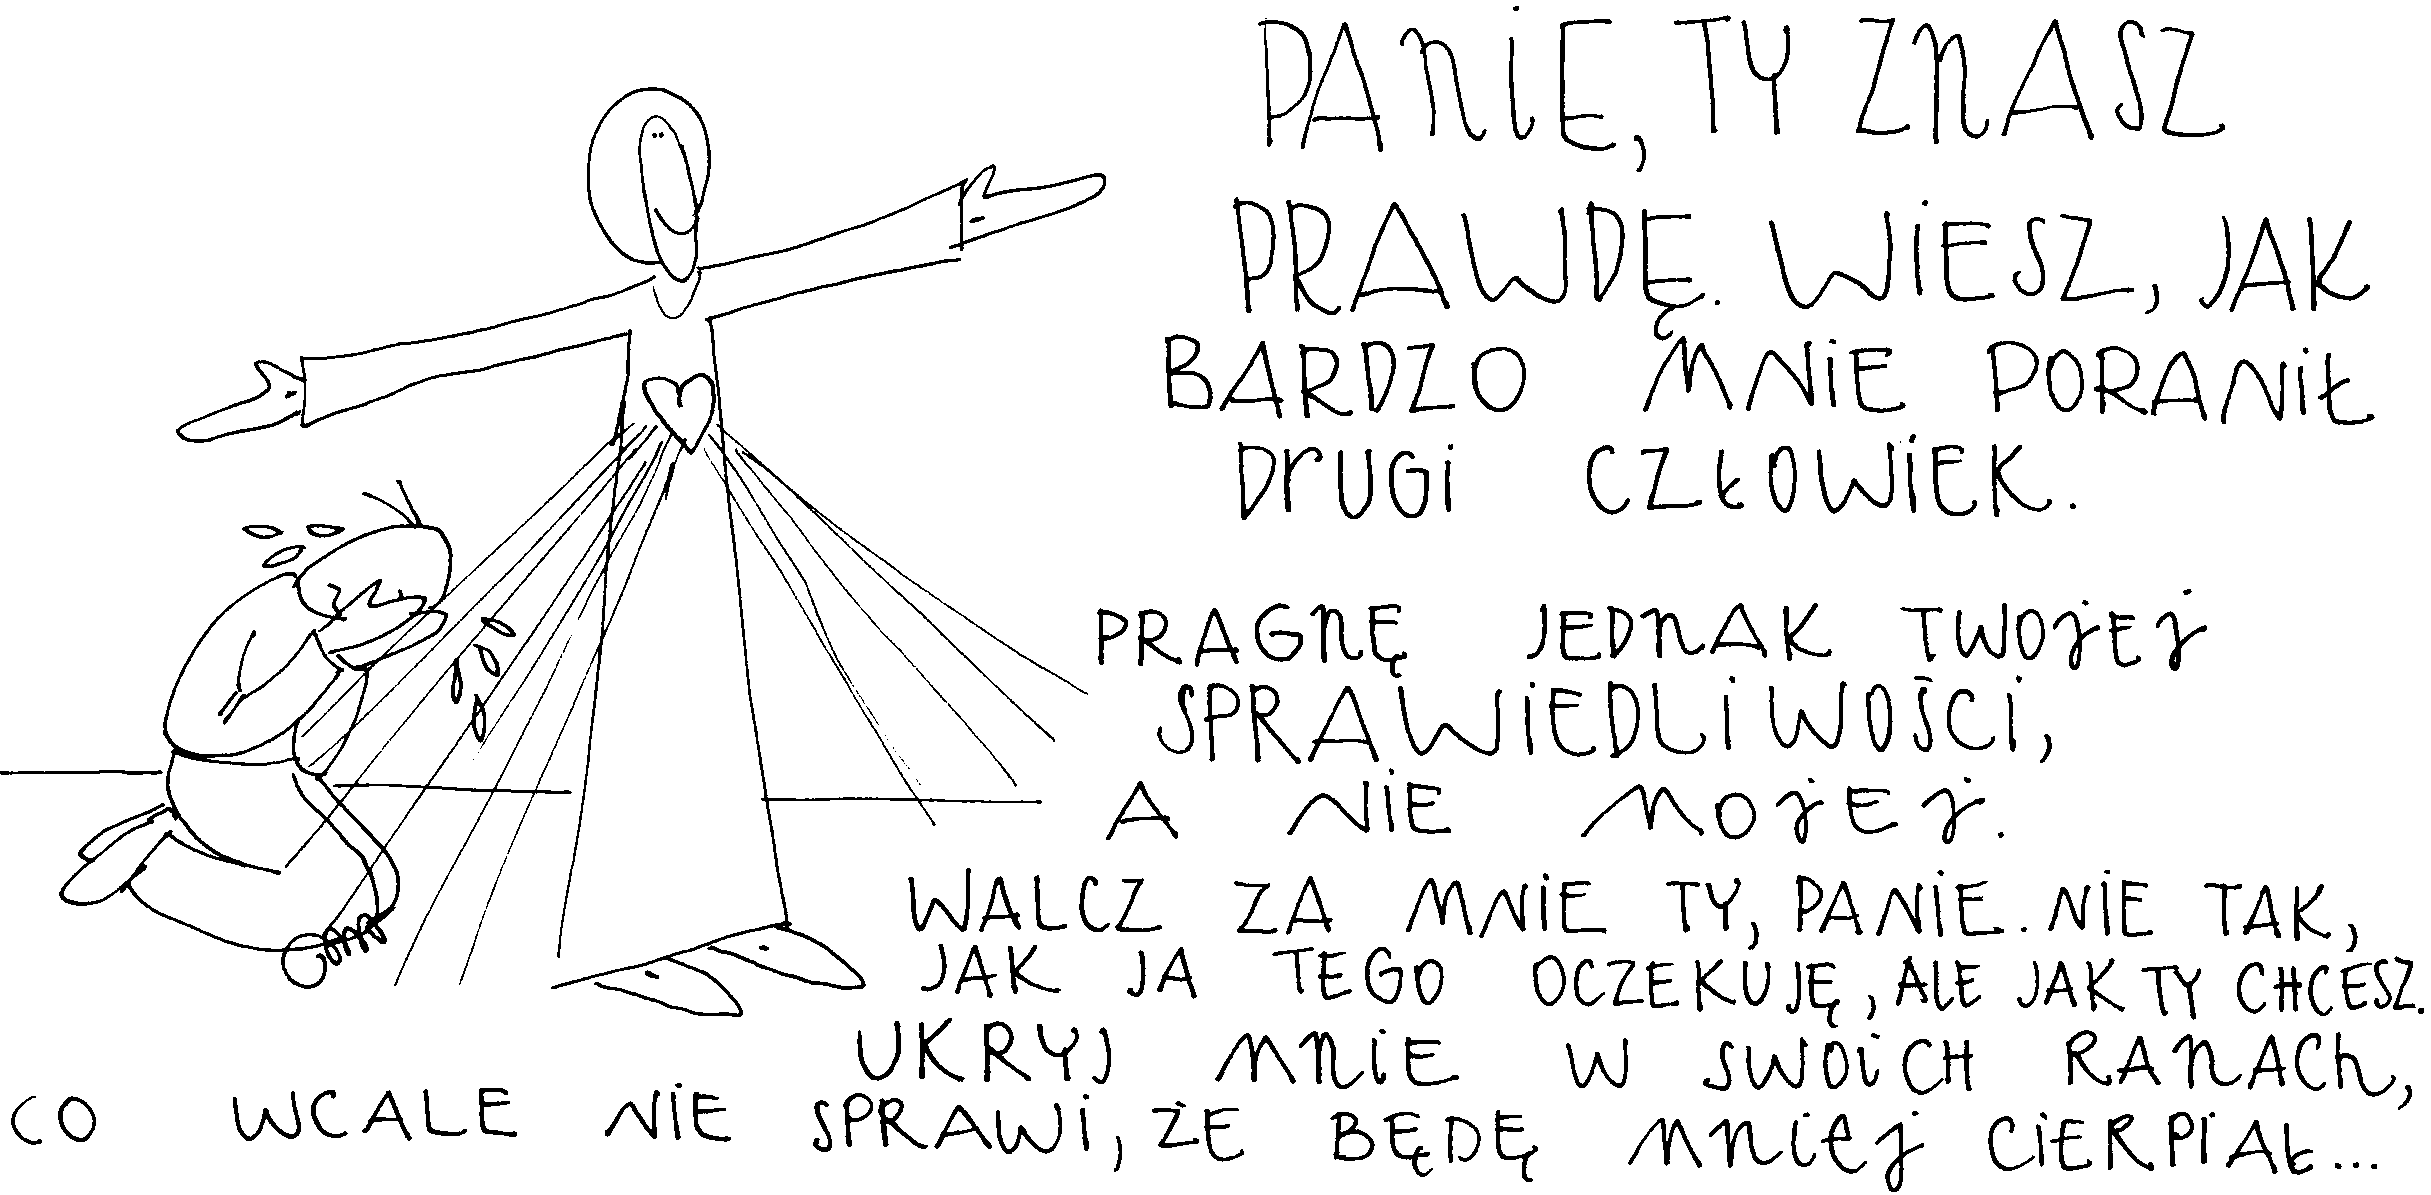 PANIE, TY ZNASZ
PRAWDĘ. WIESZ, JAK
BARDZO MNIE PORANIŁ
DRUGI CZŁOWIEK.
PRAGNĘ JEDNAK TWOJEJ
SPRAWIEDLIWOŚCI,
A NIE MOJEJ.
WALCZ ZA MNIE TY, PANIE. NIE TAK,
JAK JA TEGO OCZEKUJĘ, ALE JAK TY CHCESZ.
UKRYJ MNIE W SWOICH RANACH,
CO WCALE NIE SPRAWI, ŻE BĘDĘ MNIEJ CIERPIAŁ...